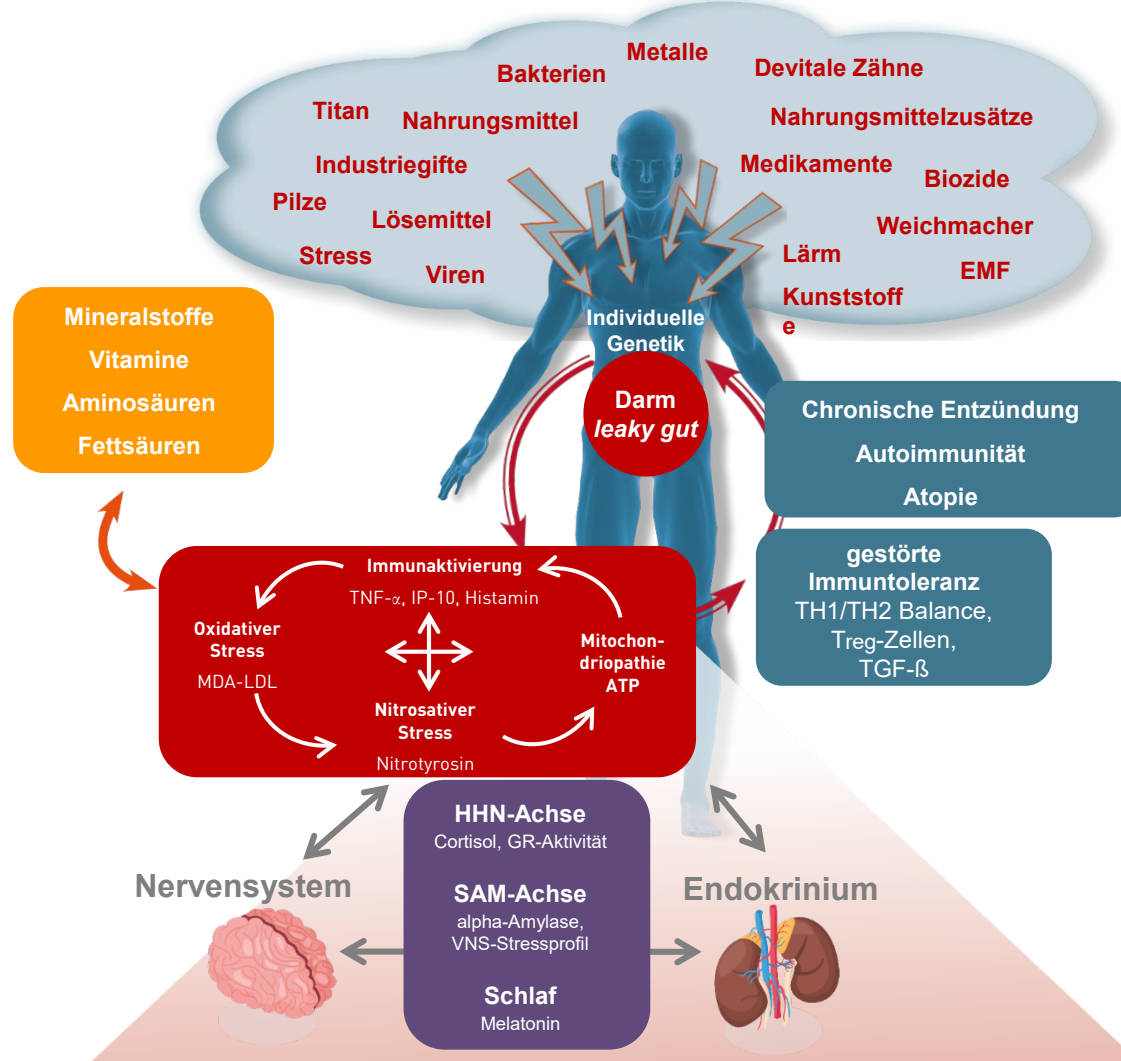 Metalle
Bakterien
Devitale Zähne
Titan
Nahrungsmittel
Nahrungsmittelzusätze
Industriegifte
Medikamente
Biozide
Pilze
Lösemittel
Weichmacher
Stress
Viren
Lärm
EMF
Kunststoff
e
Individuelle
Genetik
Darm
leaky gut
Mineralstoffe
Vitamine
Aminosäuren
Fettsäuren
Chronische Entzündung
Autoimmunität
Atopie
gestörte
Immuntoleranz
TH1/TH2 Balance,
Treg-Zellen,
TGF-ß
Immunaktivierung
TNF-α, IP-10, Histamin
Oxidativer
Stress
MDA-LDL
Mitochon-
driopathie
ATP
Nitrosativer
Stress
Nitrotyrosin
HHN-Achse
Cortisol, GR-Aktivität
SAM-Achse
alpha-Amylase,
VNS-Stressprofil
Schlaf
Melatonin
Nervensystem
Endokrinium